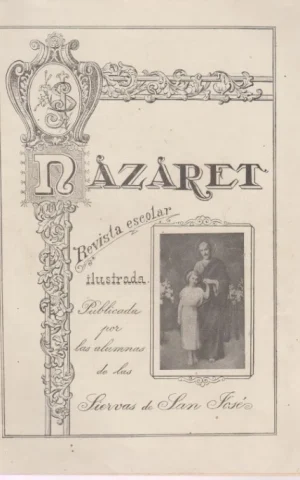 NAZARET
Revista escolar
ilustrada
Publicada
por
las alumnas
de las
Siervas de San José